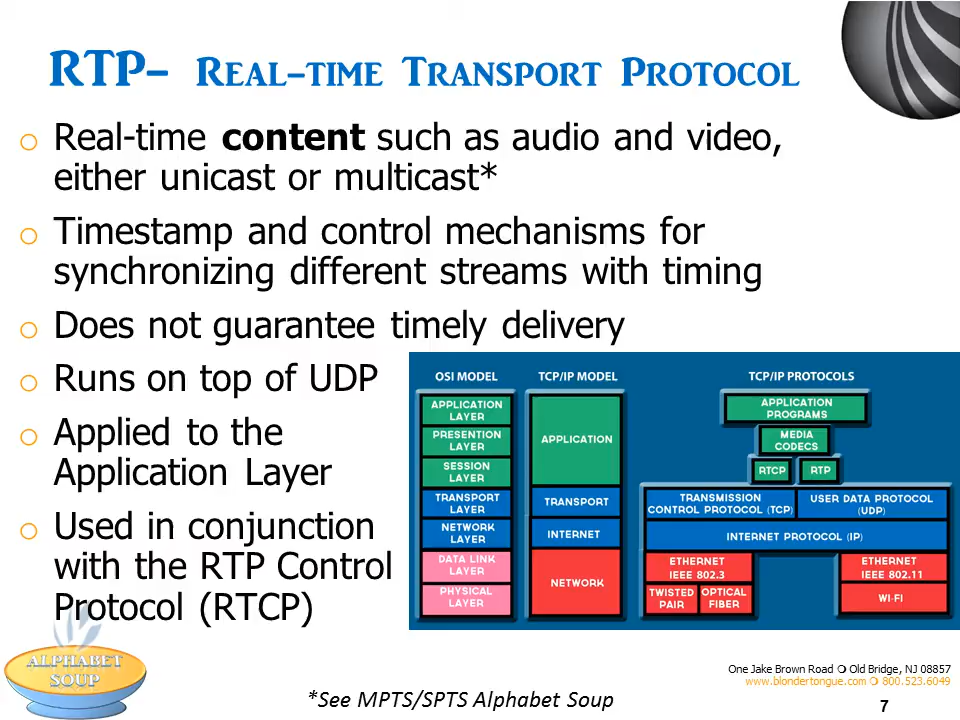 RTP- Real-time Transport Protocol
o Real-time content such as audio and video,
either unicast or multicast*
o Timestamp and control mechanisms for
synchronizing different streams with timing
o Does not guarantee timely delivery
o Runs on top of UDP
o Applied to the
Application Layer
o Used in conjunction
with the RTP Control
Protocol (RTCP)
OSI MODEL
APPLICATION
LAYER
PRESENTION
LAYER
SESSION
LAYER
TRANSPORT
LAYER
NETWORK
LAYER
DATA LINK
LAYER
PHYSICAL
LAYER
TCP/IP MODEL
APPLICATION
TRANSPORT
INTERNET
NETWORK
TCP/IP PROTOCOLS
APPLICATION
PROGRAMS
MEDIA
CODECS
RTCP
RTP
TRANSMISSION
CONTROL PROTOCOL (TCP)
USER DATA PROTOCOL
(UDP)
INTERNET PROTOCOL (IP)
ETHERNET
IEEE 802.3
ETHERNET
IEEE 802.11
TWISTED
PAIR
OPTICAL
FIBER
WI-FI
ALPHABET
SOUP
*See MPTS/SPTS Alphabet Soup
One Jake Brown Road ❍ Old Bridge, NJ 08857
www.blondertongue.com ❍ 800.523.6049
7